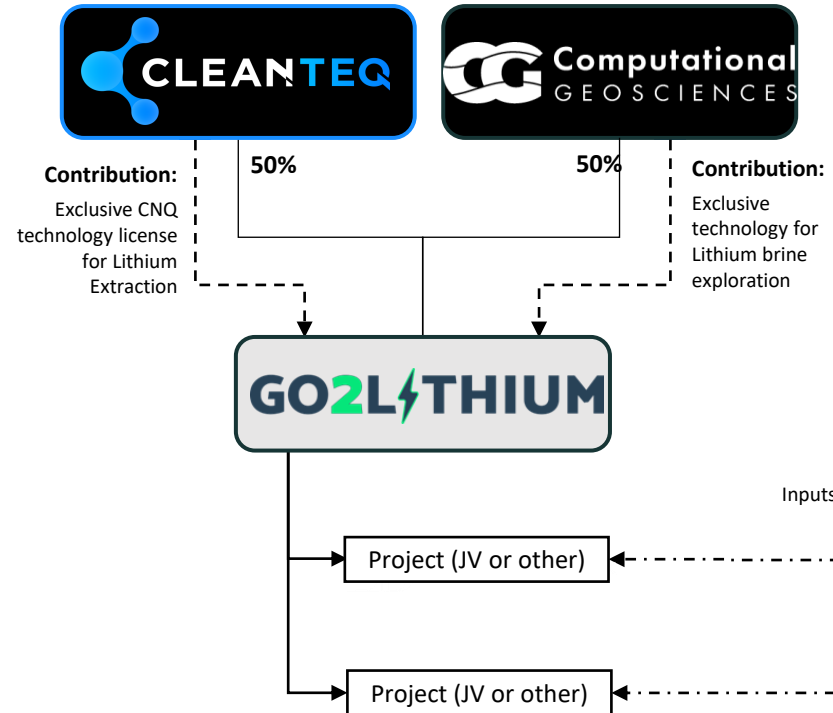 CLEANTEQ
CG Computational
GEOSCIENCES
Contribution:
Exclusive CNQ
technology license
for Lithium
Extraction
50%
50%
Contribution:
Exclusive
technology for
Lithium brine
exploration
GO2LITHIUM
Inputs
Project (JV or other)
Project (JV or other)